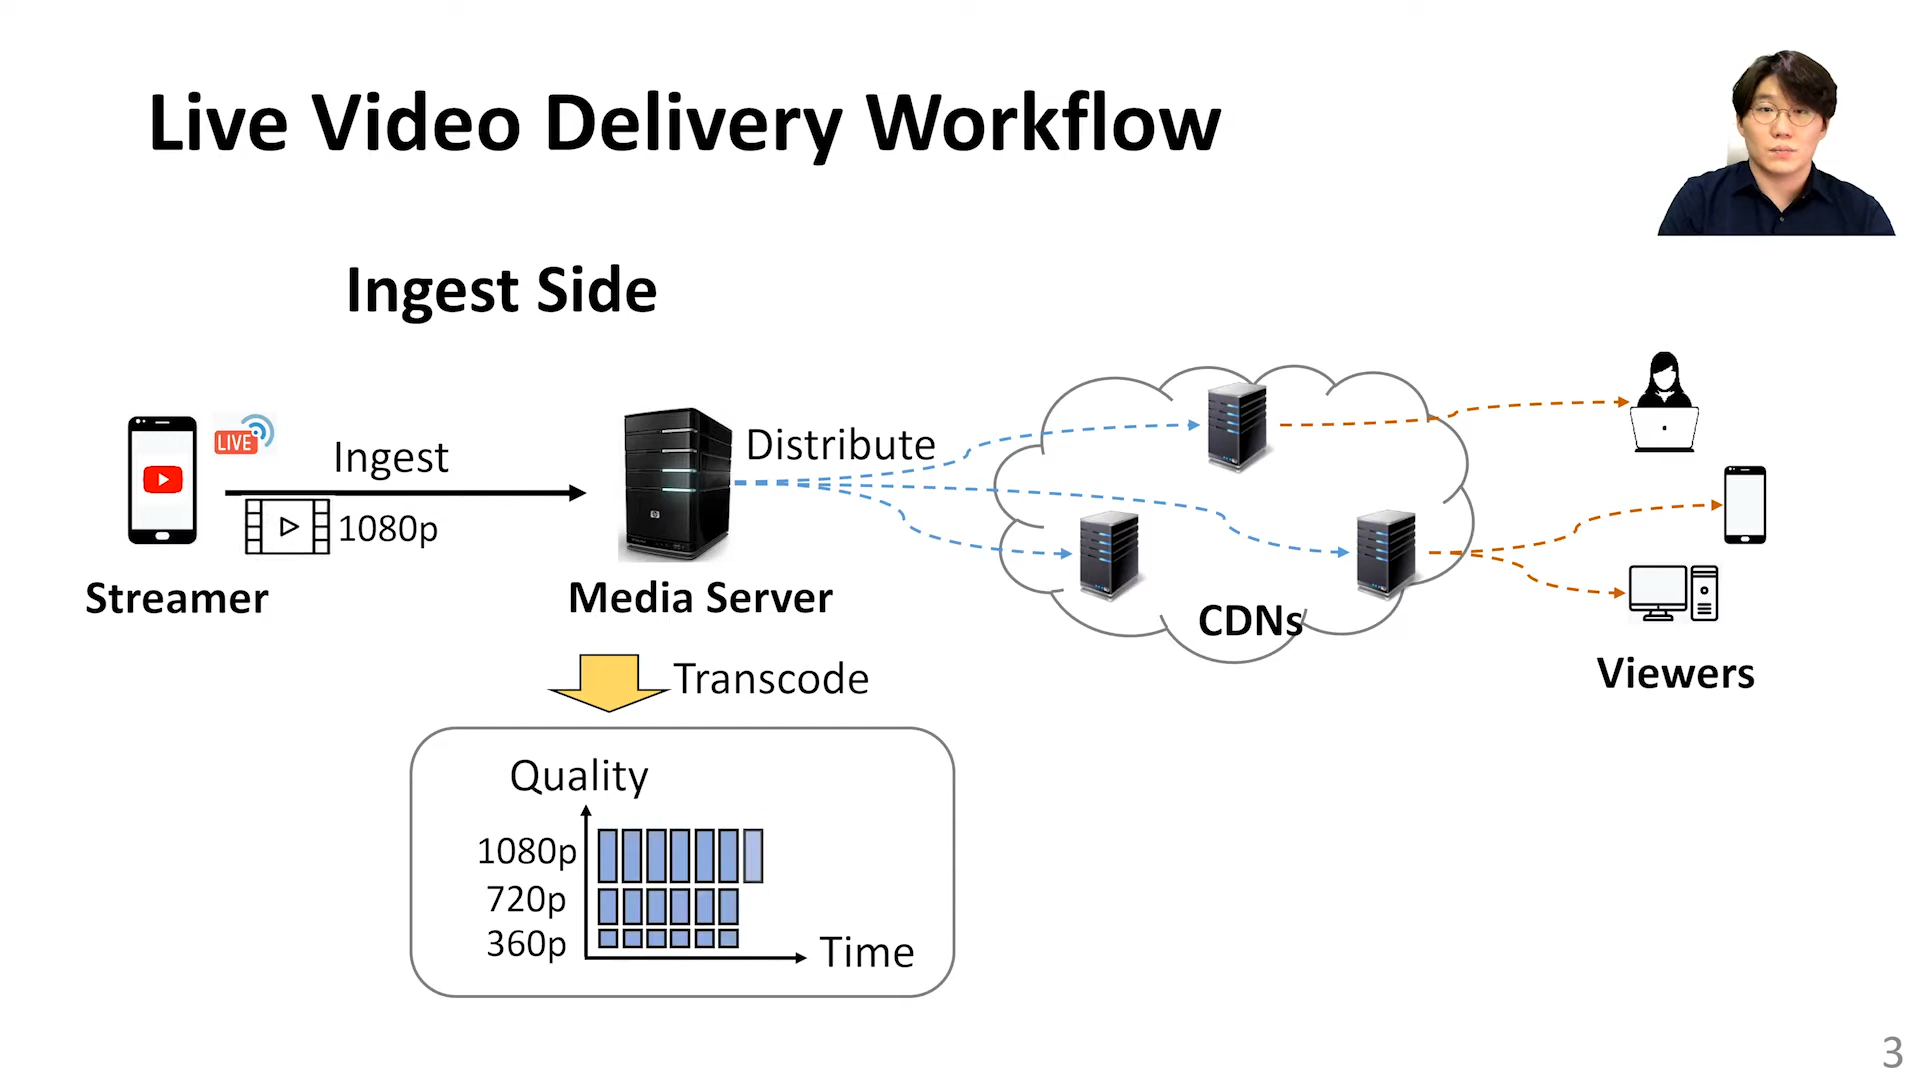 Live Video Delivery Workflow
Ingest Side
LIVE
Ingest
1080p
Streamer
Media Server
Distribute
CDNs
Viewers
Transcode
Quality
1080p
720p
360p
Time
3